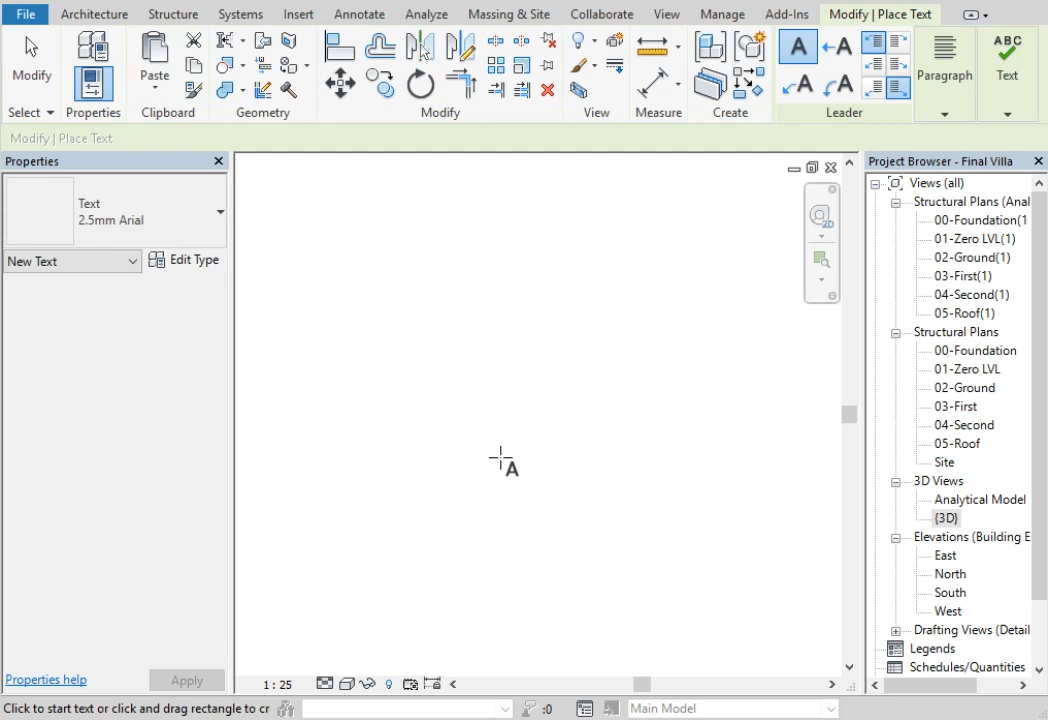 File Architecture Structure Systems Insert Annotate Analyze Massing & Site Collaborate View Manage Add-Ins Modify | Place Text
Modify Paste A A A A Paragraph ABC Text
Select Properties Clipboard Geometry Modify View Measure Create Leader
Modify | Place Text
Properties
Text
2.5mm Arial
New Text Edit Type
Properties help Apply
2D
A
1 : 25
Project Browser - Final Villa
Views (all)
Structural Plans (Anal
00-Foundation(1
01-Zero LVL(1)
02-Ground(1)
03-First(1)
04-Second(1)
05-Roof(1)
Structural Plans
00-Foundation
01-Zero LVL
02-Ground
03-First
04-Second
05-Roof
Site
3D Views
Analytical Model
{3D}
Elevations (Building E
East
North
South
West
Drafting Views (Detail
Legends
Schedules/Quantities
Click to start text or click and drag rectangle to cr :0 Main Model